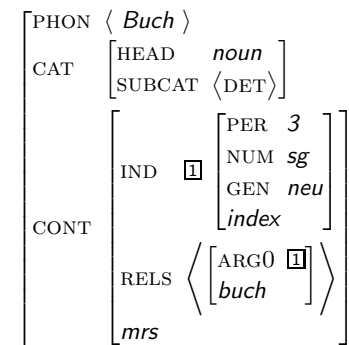 PHON ⟨ Buch ⟩
CAT
HEAD noun
SUBCAT ⟨DET⟩
CONT
IND 1
PER 3
NUM sg
GEN neu
index
RELS ⟨
ARG0 1
buch
⟩
mrs